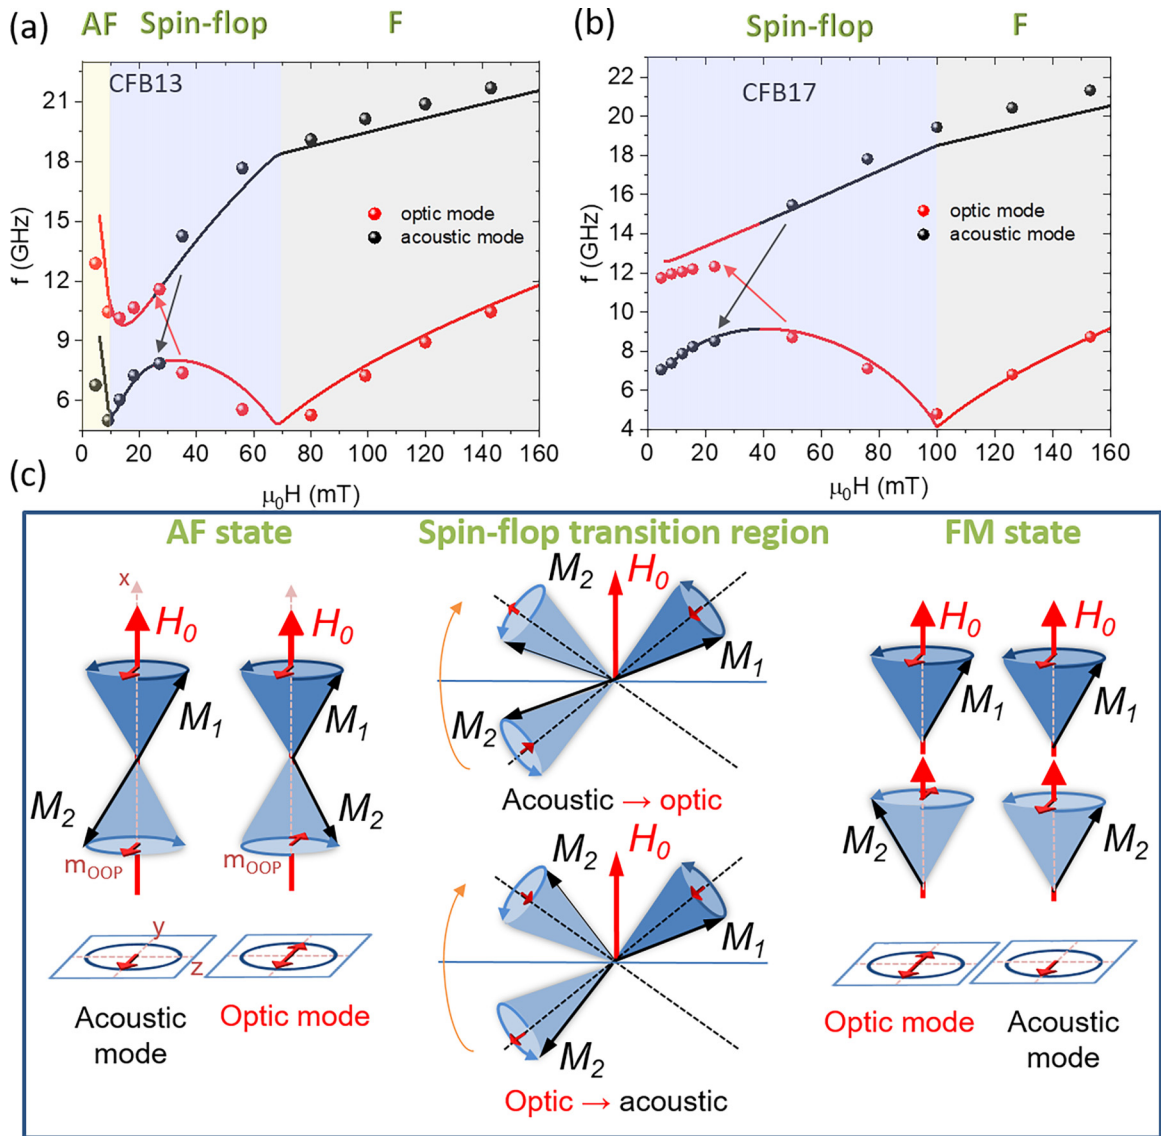 (a)
AF Spin-flop F
CFB13
21
18
15
12
9
6
f (GHz)
optic mode
acoustic mode
0 20 40 60 80 100 120 140 160
μ₀H (mT)
(b)
Spin-flop F
CFB17
22
20
18
16
14
12
10
8
6
4
f (GHz)
optic mode
acoustic mode
0 20 40 60 80 100 120 140 160
μ₀H (mT)
(c)
AF state
x
H₀
H₀
M₁
M₁
M₂
M₂
mOOP
mOOP
y
z
Acoustic
mode
Optic mode
Spin-flop transition region
M₂
H₀
M₁
M₂
Acoustic → optic
M₂
H₀
M₁
M₂
Optic → acoustic
FM state
H₀
H₀
M₁
M₁
M₂
M₂
Optic mode
Acoustic
mode